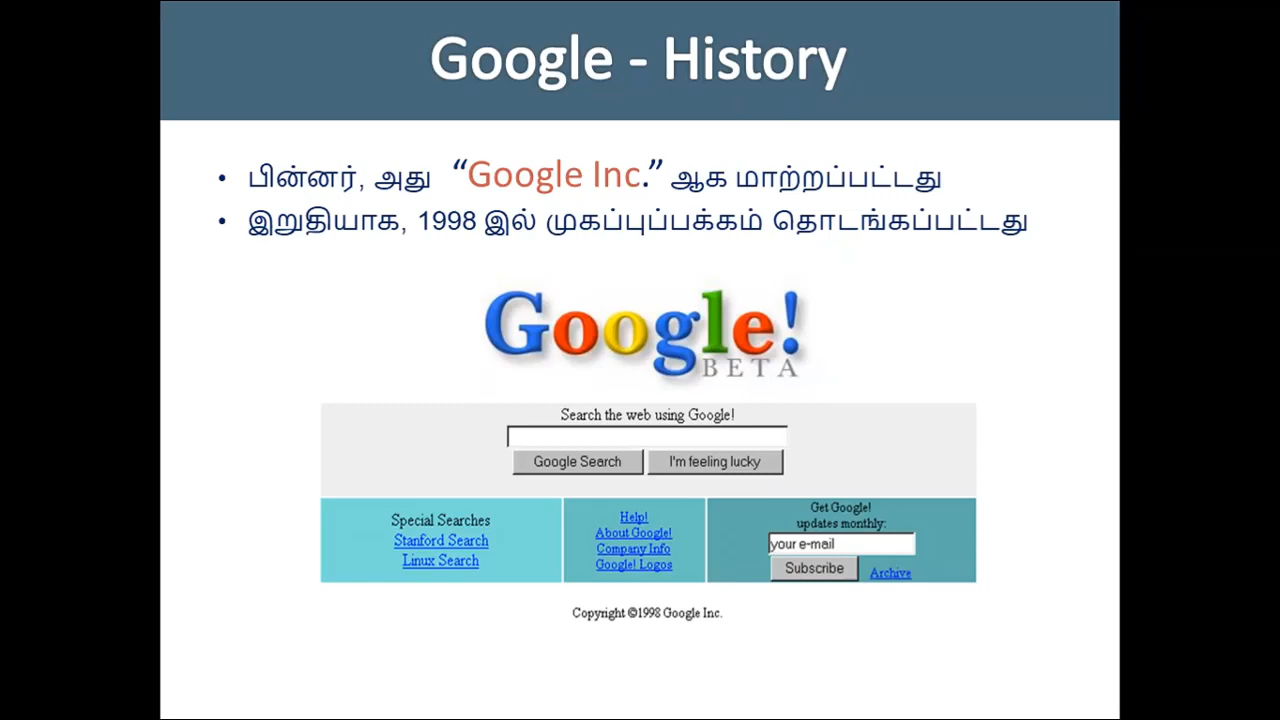 Google - History
• பின்னர், அது “Google Inc.” ஆக மாற்றப்பட்டது
• இறுதியாக, 1998 இல் முகப்புப்பக்கம் தொடங்கப்பட்டது
Google!
BETA
Search the web using Google!
Google Search I'm feeling lucky
Special Searches
Stanford Search
Linux Search
Help!
About Google!
Company Info
Google! Logos
Get Google!
updates monthly:
your e-mail
Subscribe Archive
Copyright ©1998 Google Inc.